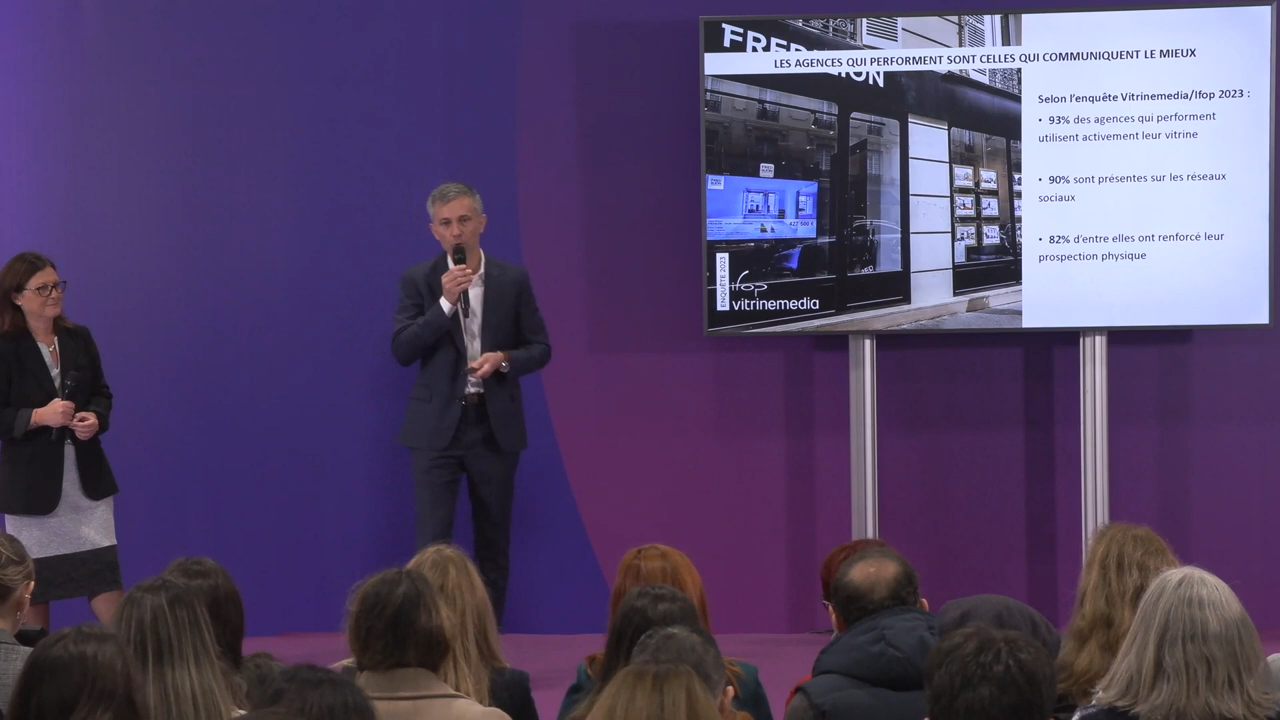 LES AGENCES QUI PERFORMENT SONT CELLES QUI COMMUNIQUENT LE MIEUX
Selon l'enquête Vitrinemedia/Ifop 2023 :
• 93% des agences qui performent
utilisent activement leur vitrine
• 90% sont présentes sur les réseaux
sociaux
• 82% d'entre elles ont renforcé leur
prospection physique
427 600 €
ENQUÊTE 2023
ifop
vitrinemedia